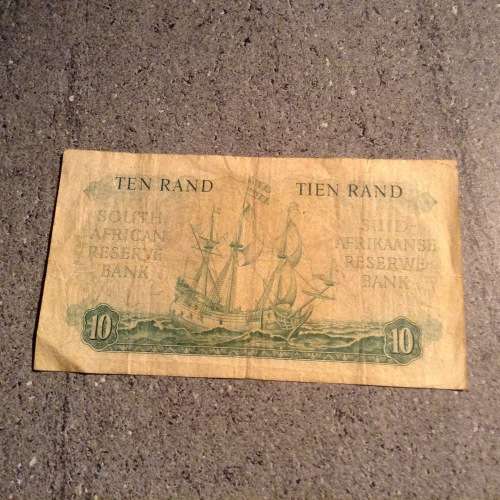 TEN RAND
TIEN RAND
SOUTH
AFRICAN
RESERVE
BANK
SUID
AFRIKAANSE
RESERWE-
BANK
10
10